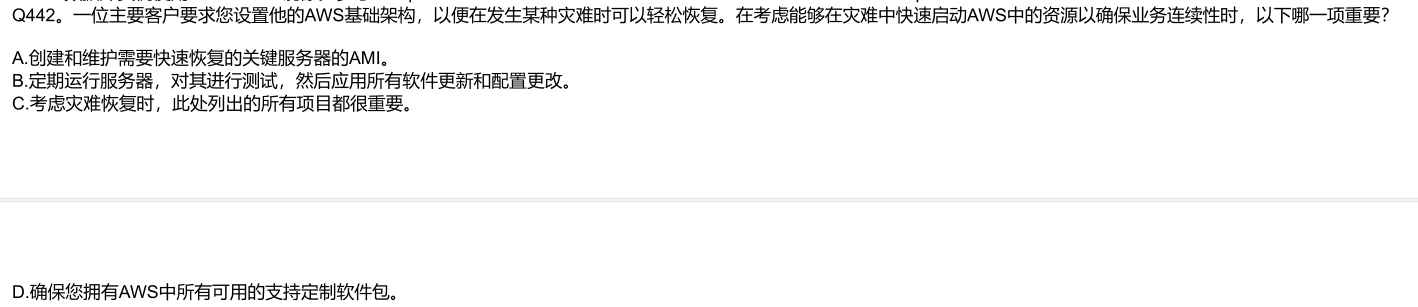 Q442。一位主要客户要求您设置他的AWS基础架构，以便在发生某种灾难时可以轻松恢复。在考虑能够在灾难中快速启动AWS中的资源以确保业务连续性时，以下哪一项重要？
A.创建和维护需要快速恢复的关键服务器的AMI。
B.定期运行服务器，对其进行测试，然后应用所有软件更新和配置更改。
C.考虑灾难恢复时，此处列出的所有项目都很重要。
D.确保您拥有AWS中所有可用的支持定制软件包。